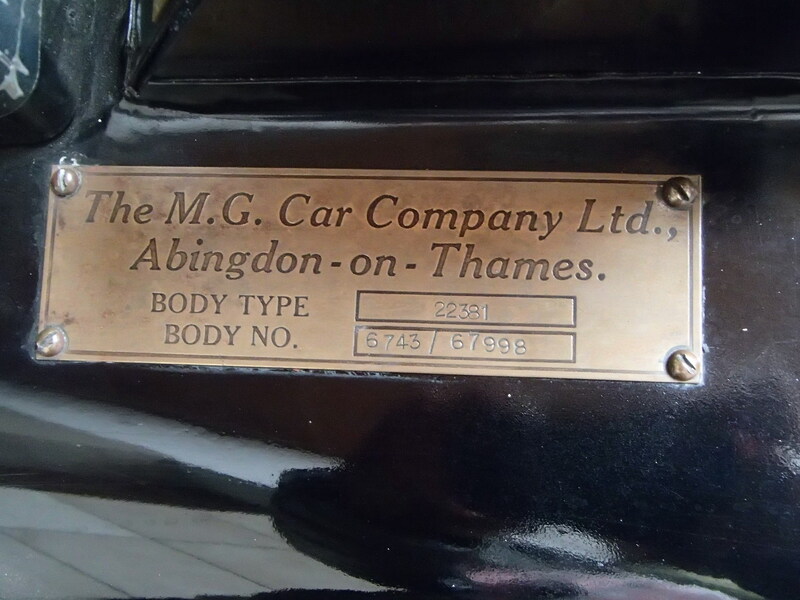 The M.G. Car Company Ltd.,
Abingdon-on-Thames.
BODY TYPE 22381
BODY NO. 6743/67998